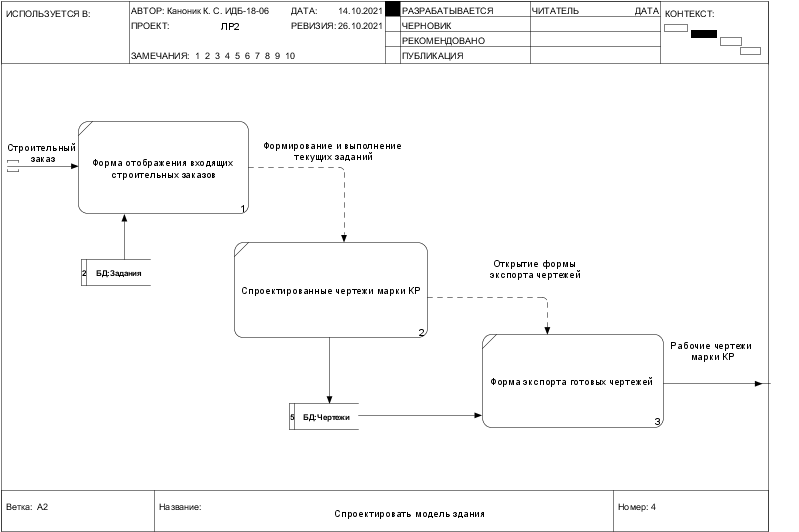 ИСПОЛЬЗУЕТСЯ В:
АВТОР: Каноник К. С. ИДБ-18-06
ДАТА: 14.10.2021
РАЗРАБАТЫВАЕТСЯ
ЧИТАТЕЛЬ
ДАТА
КОНТЕКСТ:
ПРОЕКТ: ЛР2
РЕВИЗИЯ: 26.10.2021
ЧЕРНОВИК
РЕКОМЕНДОВАНО
ЗАМЕЧАНИЯ: 1 2 3 4 5 6 7 8 9 10
ПУБЛИКАЦИЯ
Строительный
заказ
Форма отображения входящих
строительных заказов
1
Формирование и выполнение
текущих заданий
2 БД:Задания
Спроектированные чертежи марки КР
2
Открытие формы
экспорта чертежей
Форма экспорта готовых чертежей
3
Рабочие чертежи
марки КР
5 БД:Чертежи
Ветка: А2
Название:
Спроектировать модель здания
Номер: 4